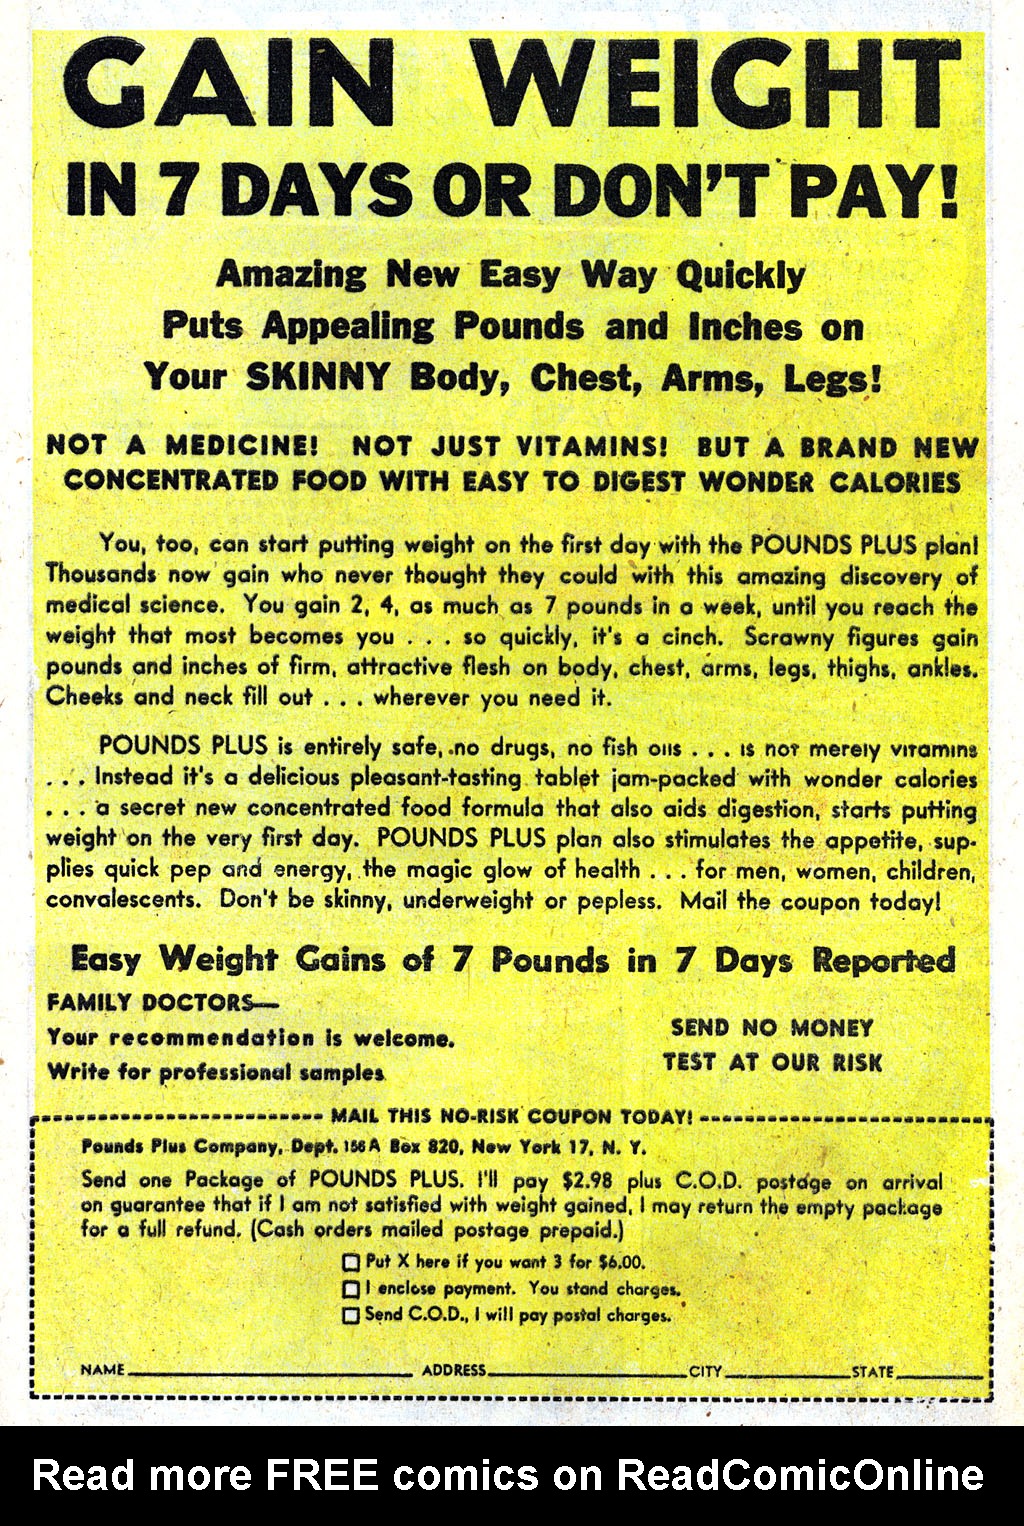 GAIN WEIGHT
IN 7 DAYS OR DON'T PAY!
Amazing New Easy Way Quickly
Puts Appealing Pounds and Inches on
Your SKINNY Body, Chest, Arms, Legs!
NOT A MEDICINE! NOT JUST VITAMINS! BUT A BRAND NEW
CONCENTRATED FOOD WITH EASY TO DIGEST WONDER CALORIES
You, too, can start putting weight on the first day with the POUNDS PLUS plan!
Thousands now gain who never thought they could with this amazing discovery of
medical science. You gain 2, 4, as much as 7 pounds in a week, until you reach the
weight that most becomes you . . . so quickly, it's a cinch. Scrawny figures gain
pounds and inches of firm, attractive flesh on body, chest, arms, legs, thighs, ankles.
Cheeks and neck fill out . . . wherever you need it.
POUNDS PLUS is entirely safe, no drugs, no fish oils . . . is not merely vitamins
. . . Instead it's a delicious pleasant-tasting tablet jam-packed with wonder calories
. . . a secret new concentrated food formula that also aids digestion, starts putting
weight on the very first day. POUNDS PLUS plan also stimulates the appetite, sup-
plies quick pep and energy, the magic glow of health . . . for men, women, children,
convalescents. Don't be skinny, underweight or pepless. Mail the coupon today!
Easy Weight Gains of 7 Pounds in 7 Days Reported
FAMILY DOCTORS—
Your recommendation is welcome.
Write for professional samples
SEND NO MONEY
TEST AT OUR RISK
MAIL THIS NO-RISK COUPON TODAY!
Pounds Plus Company, Dept. 156A Box 820, New York 17, N. Y.
Send one Package of POUNDS PLUS. I'll pay $2.98 plus C.O.D. postage on arrival
on guarantee that if I am not satisfied with weight gained, I may return the empty package
for a full refund. (Cash orders mailed postage prepaid.)
Put X here if you want 3 for $6.00.
I enclose payment. You stand charges.
Send C.O.D., I will pay postal charges.
NAME ADDRESS CITY STATE
Read more FREE comics on ReadComicOnline